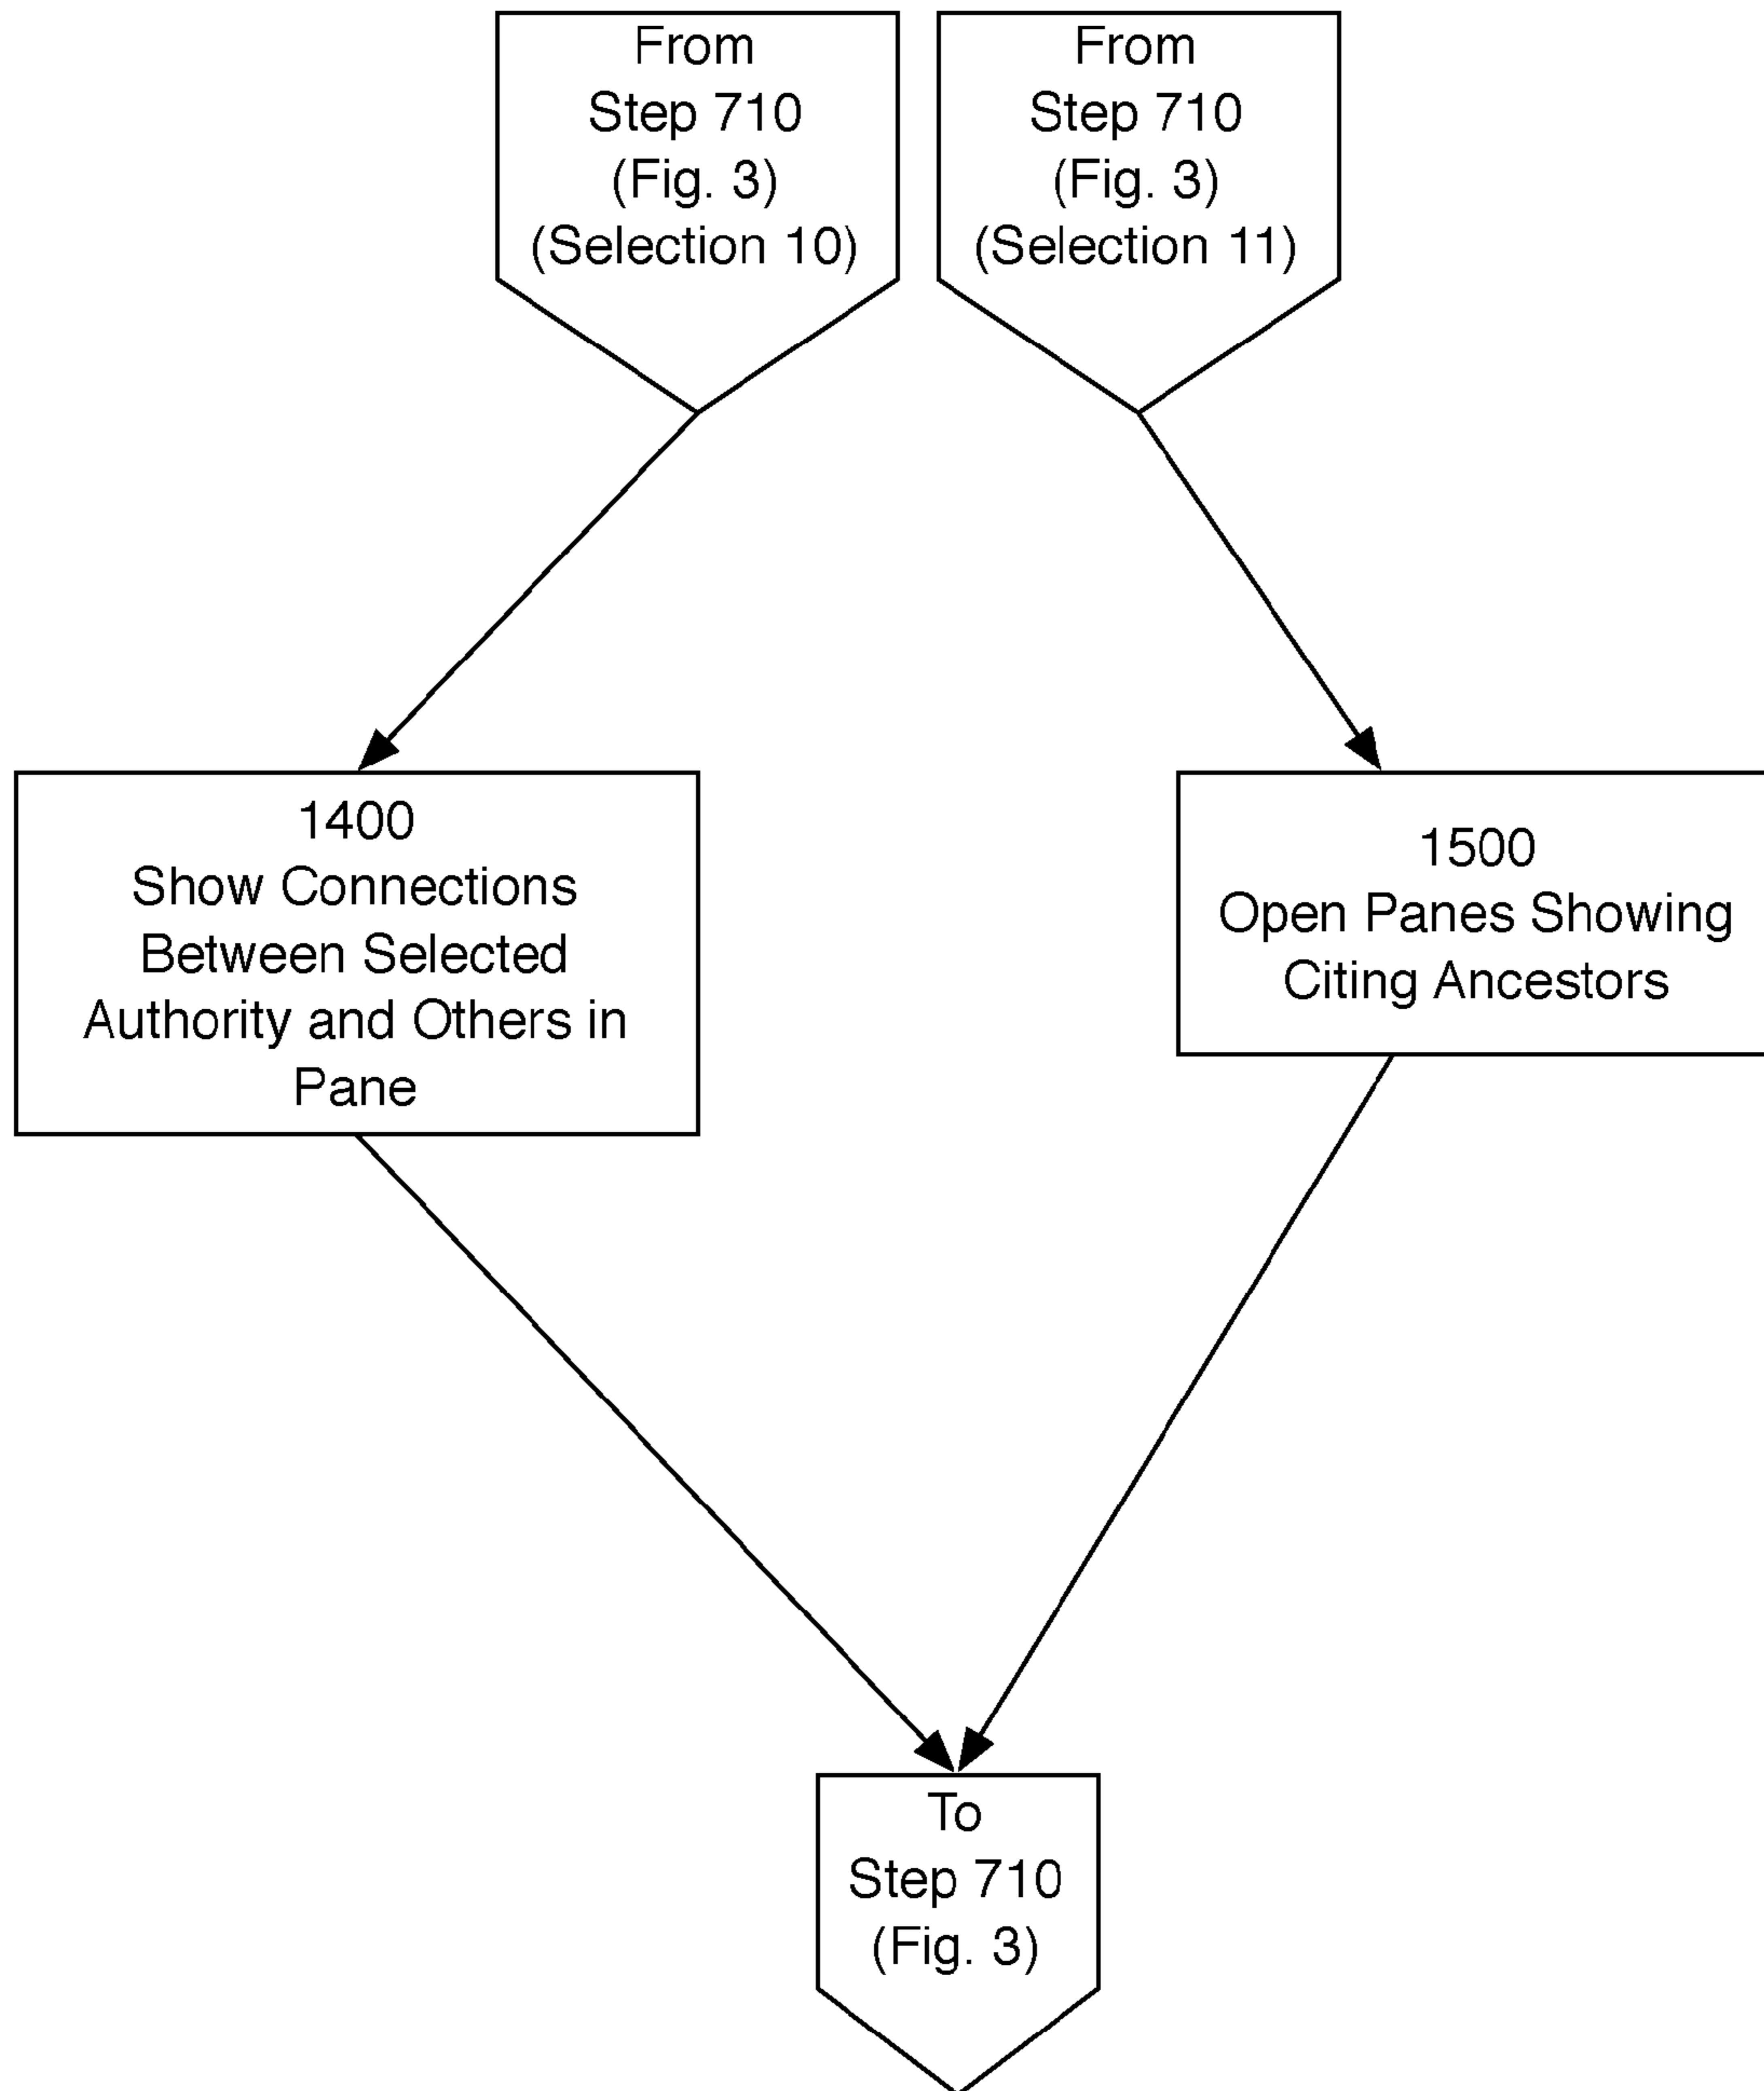 From
Step 710
(Fig. 3)
(Selection 10)
From
Step 710
(Fig. 3)
(Selection 11)
1400
Show Connections
Between Selected
Authority and Others in
Pane
1500
Open Panes Showing
Citing Ancestors
To
Step 710
(Fig. 3)